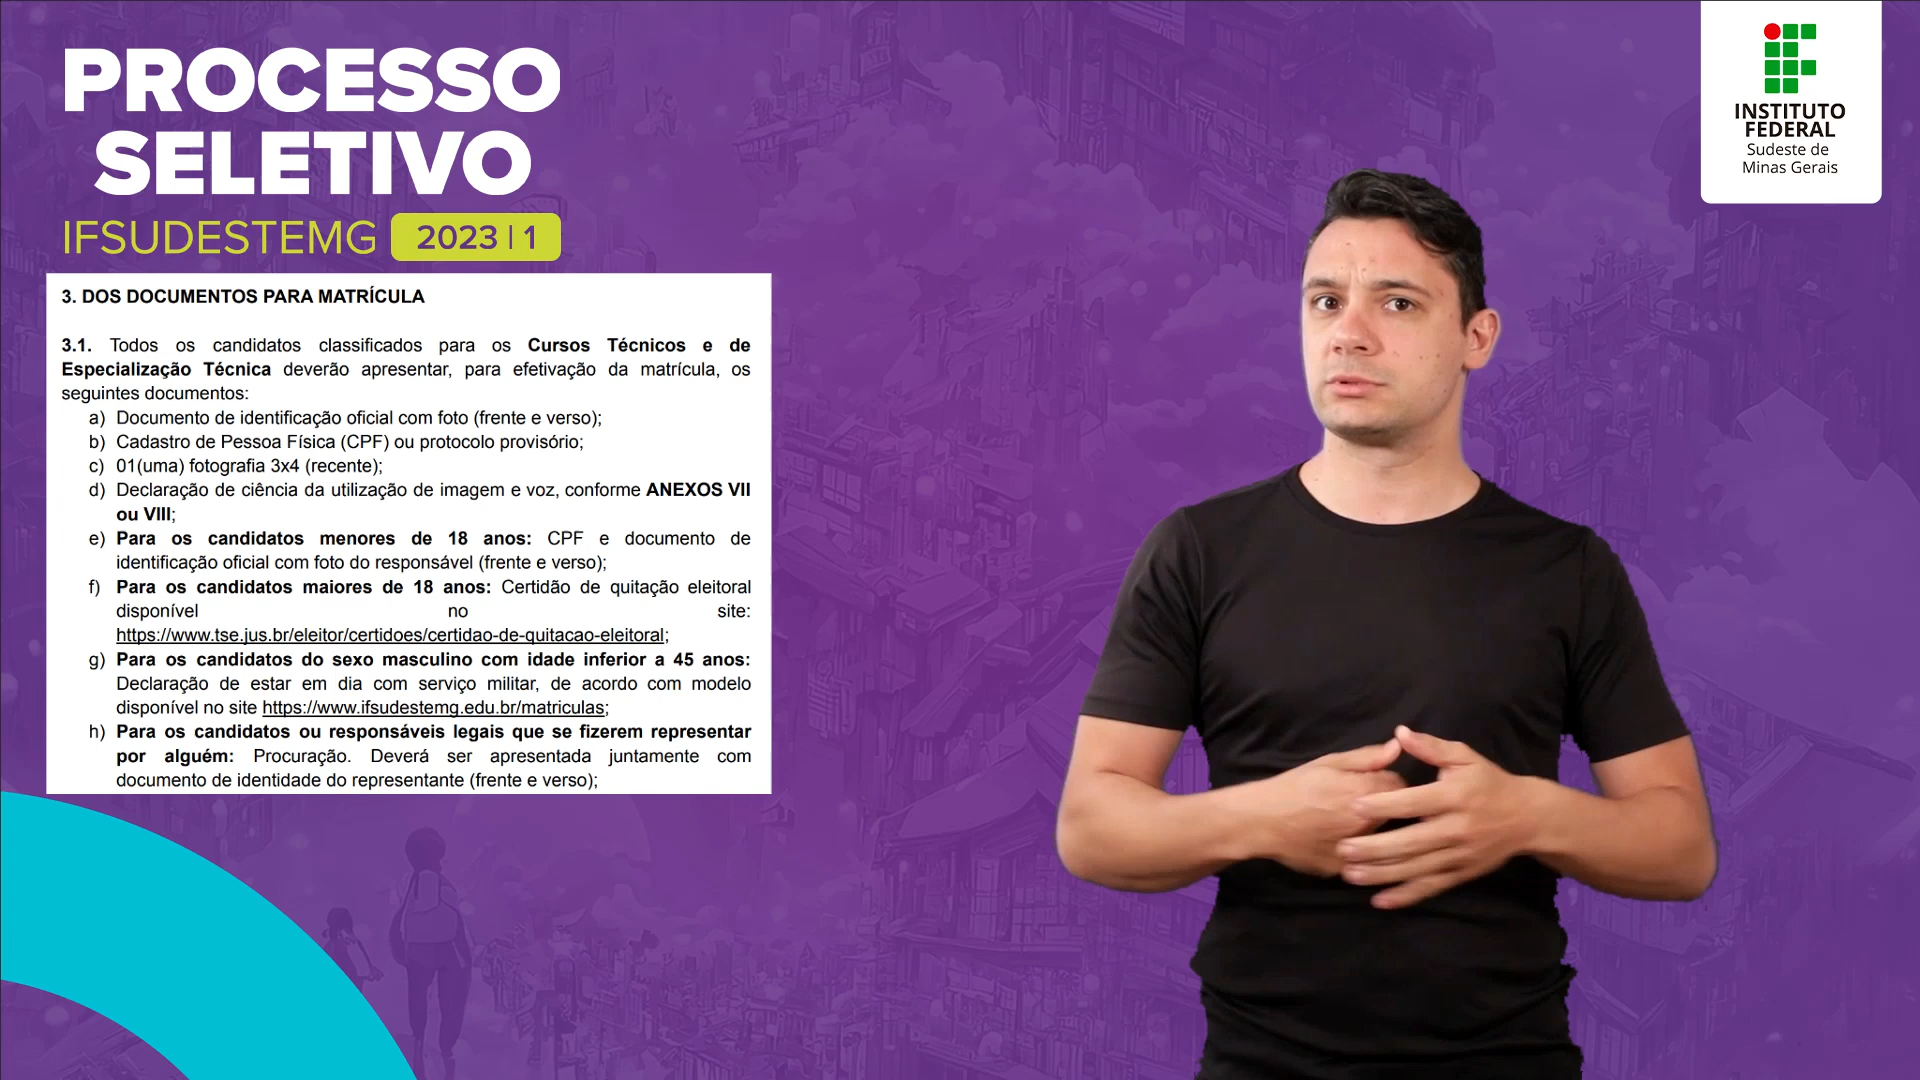 PROCESSO
SELETIVO
IFSUDESTEMG 2023 | 1
INSTITUTO
FEDERAL
Sudeste de
Minas Gerais
3. DOS DOCUMENTOS PARA MATRÍCULA
3.1. Todos os candidatos classificados para os Cursos Técnicos e de
Especialização Técnica deverão apresentar, para efetivação da matrícula, os
seguintes documentos:
a) Documento de identificação oficial com foto (frente e verso);
b) Cadastro de Pessoa Física (CPF) ou protocolo provisório;
c) 01(uma) fotografia 3x4 (recente);
d) Declaração de ciência da utilização de imagem e voz, conforme ANEXOS VII
ou VIII;
e) Para os candidatos menores de 18 anos: CPF e documento de
identificação oficial com foto do responsável (frente e verso);
f) Para os candidatos maiores de 18 anos: Certidão de quitação eleitoral
disponível no site:
https://www.tse.jus.br/eleitor/certidoes/certidao-de-quitacao-eleitoral;
g) Para os candidatos do sexo masculino com idade inferior a 45 anos:
Declaração de estar em dia com serviço militar, de acordo com modelo
disponível no site https://www.ifsudestemg.edu.br/matriculas;
h) Para os candidatos ou responsáveis legais que se fizerem representar
por alguém: Procuração. Deverá ser apresentada juntamente com
documento de identidade do representante (frente e verso);